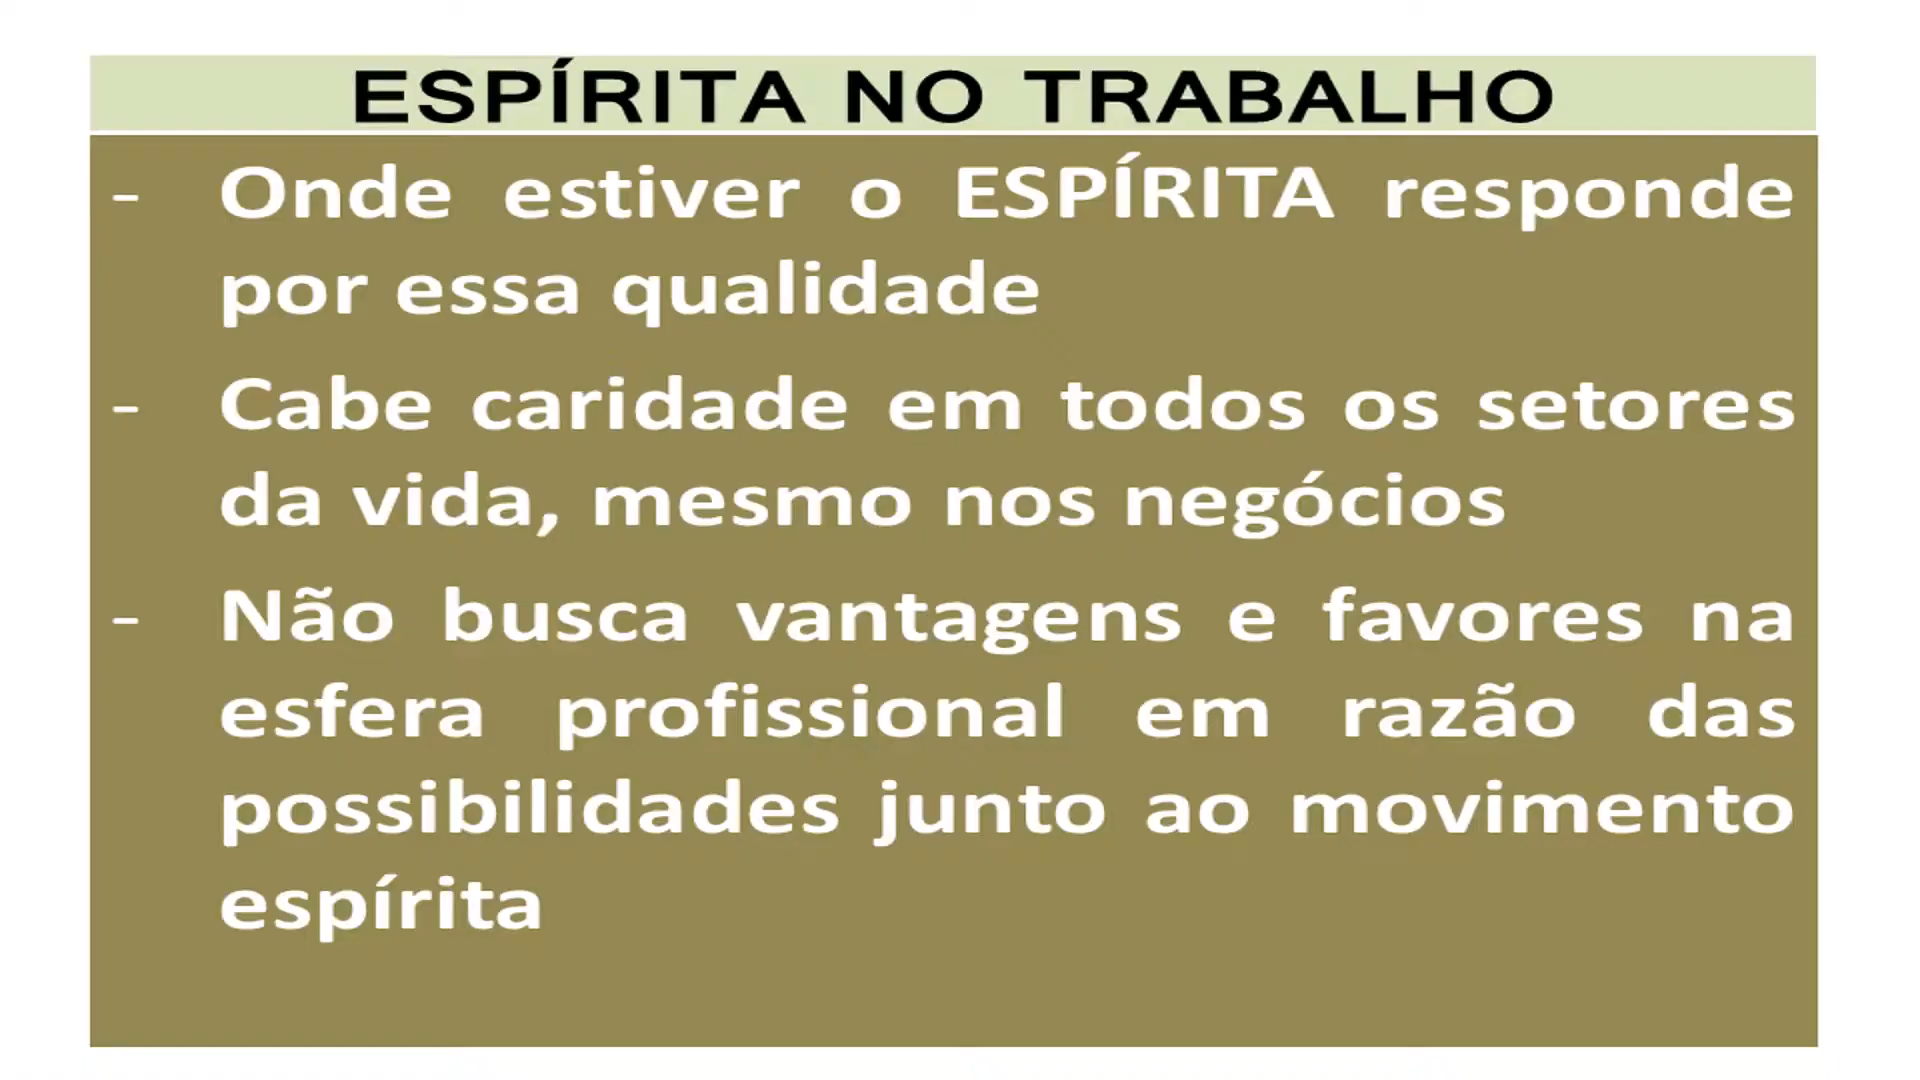 ESPÍRITA NO TRABALHO
- Onde estiver o ESPÍRITA responde
por essa qualidade
- Cabe caridade em todos os setores
da vida, mesmo nos negócios
- Não busca vantagens e favores na
esfera profissional em razão das
possibilidades junto ao movimento
espírita